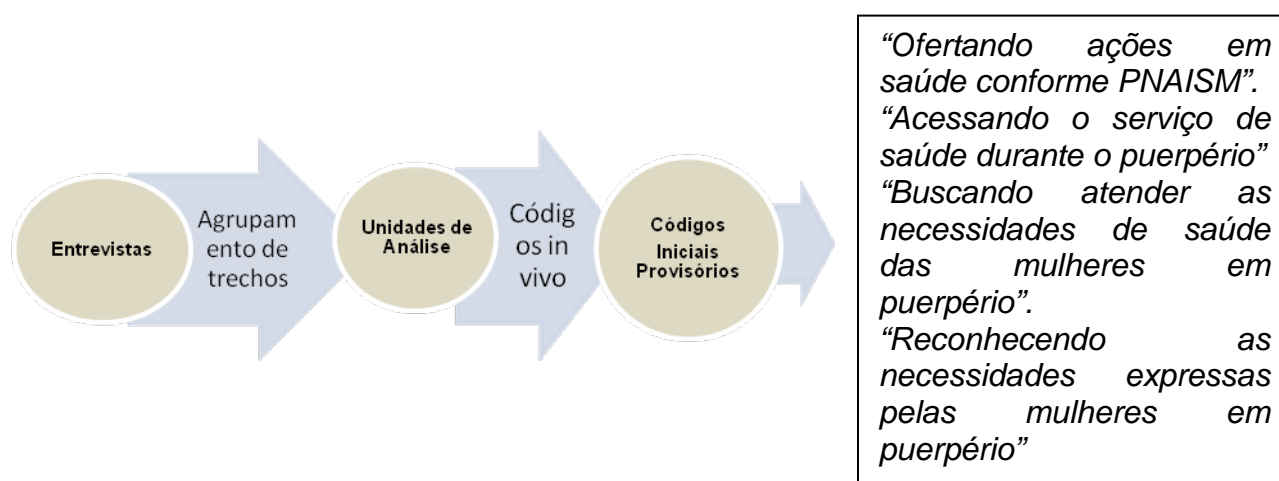 Entrevistas
Agrupam
ento de
trechos
Unidades de
Análise
Códig
os in
vivo
Códigos
Iniciais
Provisórios
“Ofertando ações em
saúde conforme PNAISM”.
“Acessando o serviço de
saúde durante o puerpério”
“Buscando atender as
necessidades de saúde
das mulheres em
puerpério”.
“Reconhecendo as
necessidades expressas
pelas mulheres em
puerpério”